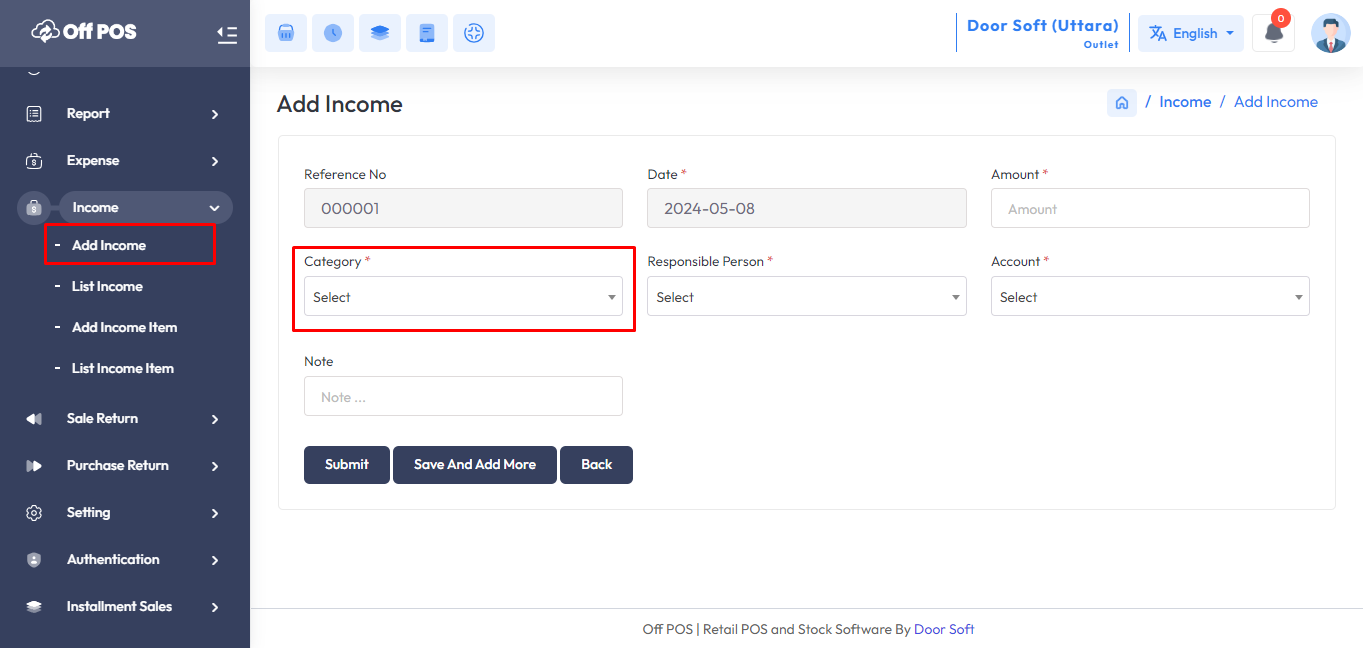 Off POS
Door Soft (Uttara)
Outlet
English
0
Report
Expense
Income
- Add Income
- List Income
- Add Income Item
- List Income Item
Sale Return
Purchase Return
Setting
Authentication
Installment Sales
Add Income
/ Income / Add Income
Reference No
000001
Date *
2024-05-08
Amount *
Amount
Category *
Select
Responsible Person *
Select
Account *
Select
Note
Note ...
Submit
Save And Add More
Back
Off POS | Retail POS and Stock Software By Door Soft